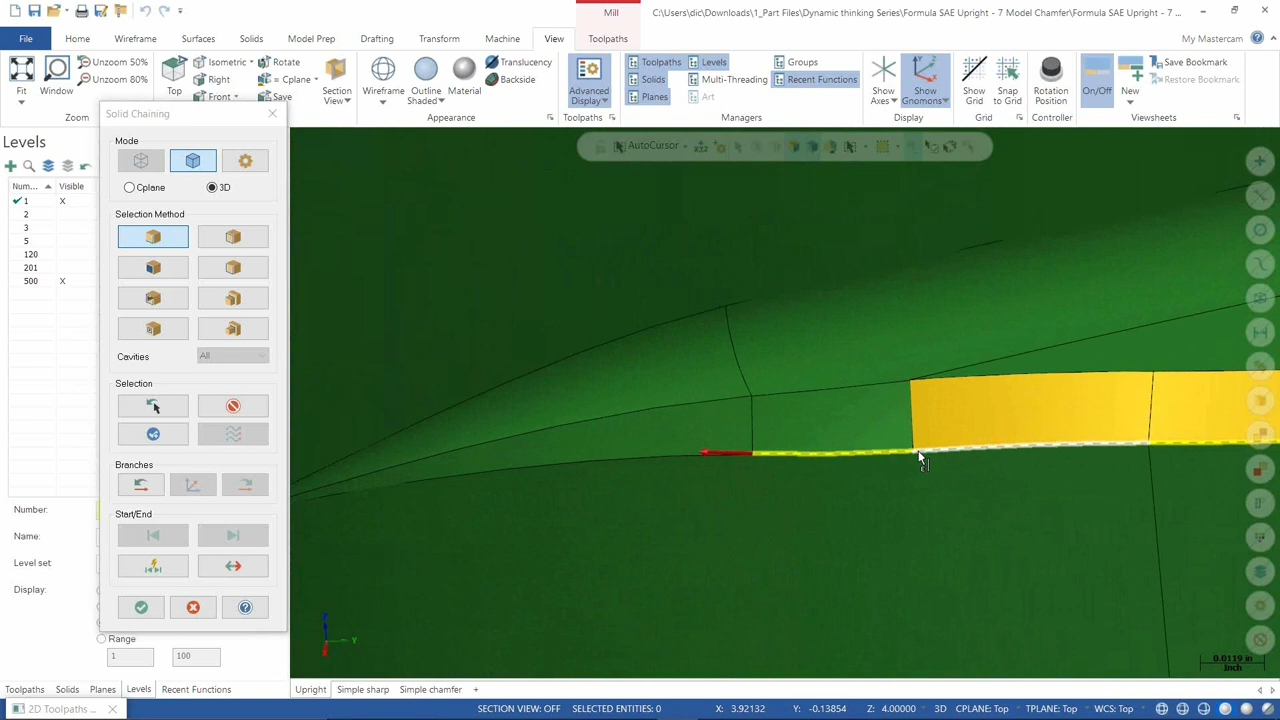 Mill
C:\Users\dic\Downloads\1_Part Files\Dynamic thinking Series\Formula SAE Upright - 7 Model Chamfer\Formula SAE Upright - 7 ...
File
Home
Wireframe
Surfaces
Solids
Model Prep
Drafting
Transform
Machine
View
Toolpaths
My Mastercam
Fit
Window
Unzoom 50%
Unzoom 80%
Zoom
Top
Isometric
Right
Front
Rotate
= Cplane
Save
Section
View
Wireframe
Outline
Shaded
Material
Translucency
Backside
Appearance
Advanced
Display
Toolpaths
Toolpaths
Solids
Planes
Levels
Multi-Threading
Art
Groups
Recent Functions
Managers
Show
Axes
Show
Gnomons
Display
Show
Grid
Snap
to Grid
Grid
Rotation
Position
Controller
On/Off
New
Save Bookmark
Restore Bookmark
Viewsheets
AutoCursor
Levels
Num...
Visible
1 X
2
3
5
120
201
500 X
Number:
Name:
Level set:
Display:
Range
1
100
Solid Chaining
Mode
Cplane
3D
Selection Method
Cavities
All
Selection
Branches
Start/End
Y
0.0119 in
Inch
Toolpaths
Solids
Planes
Levels
Recent Functions
Upright
Simple sharp
Simple chamfer
+
2D Toolpaths ...
SECTION VIEW: OFF
SELECTED ENTITIES: 0
X: 3.92132
Y: -0.13854
Z: 4.00000
3D
CPLANE: Top
TPLANE: Top
WCS: Top